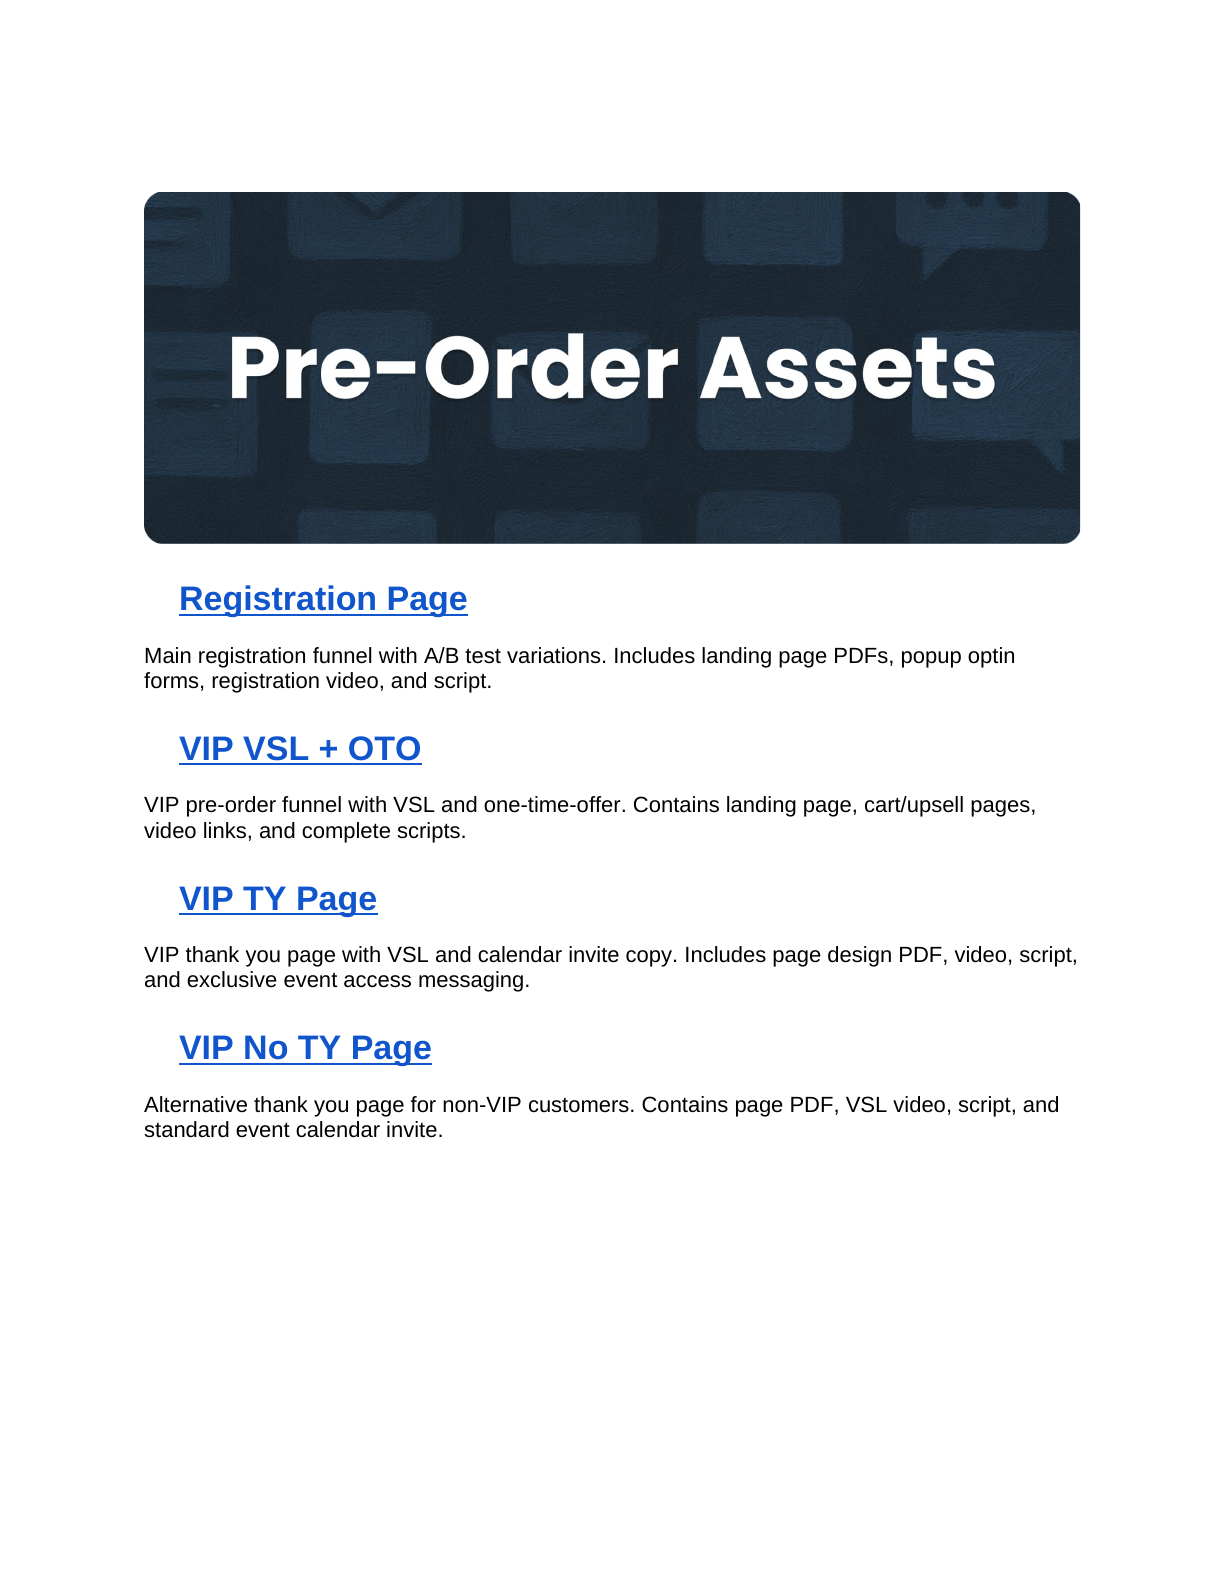 Pre-Order Assets
Registration Page
Main registration funnel with A/B test variations. Includes landing page PDFs, popup optin
forms, registration video, and script.
VIP VSL + OTO
VIP pre-order funnel with VSL and one-time-offer. Contains landing page, cart/upsell pages,
video links, and complete scripts.
VIP TY Page
VIP thank you page with VSL and calendar invite copy. Includes page design PDF, video, script,
and exclusive event access messaging.
VIP No TY Page
Alternative thank you page for non-VIP customers. Contains page PDF, VSL video, script, and
standard event calendar invite.